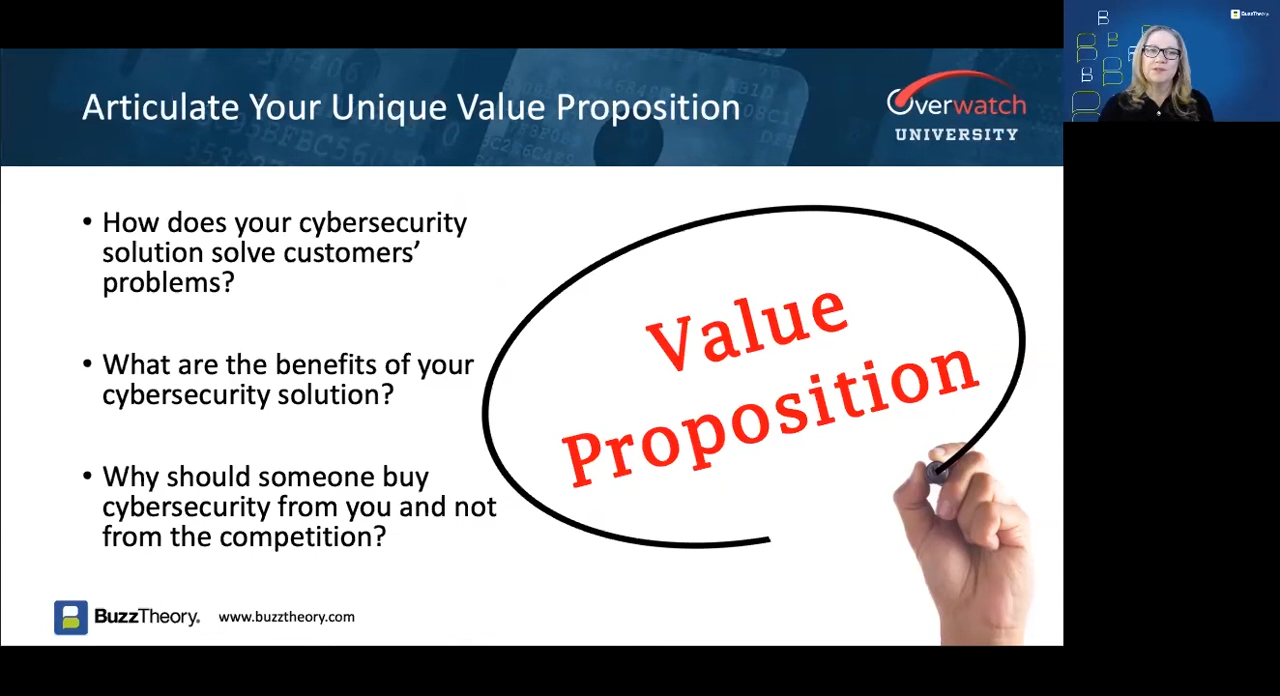 Articulate Your Unique Value Proposition
Overwatch
UNIVERSITY
• How does your cybersecurity
solution solve customers’
problems?
• What are the benefits of your
cybersecurity solution?
• Why should someone buy
cybersecurity from you and not
from the competition?
Value
Proposition
BuzzTheory®
www.buzztheory.com
BuzzTheory